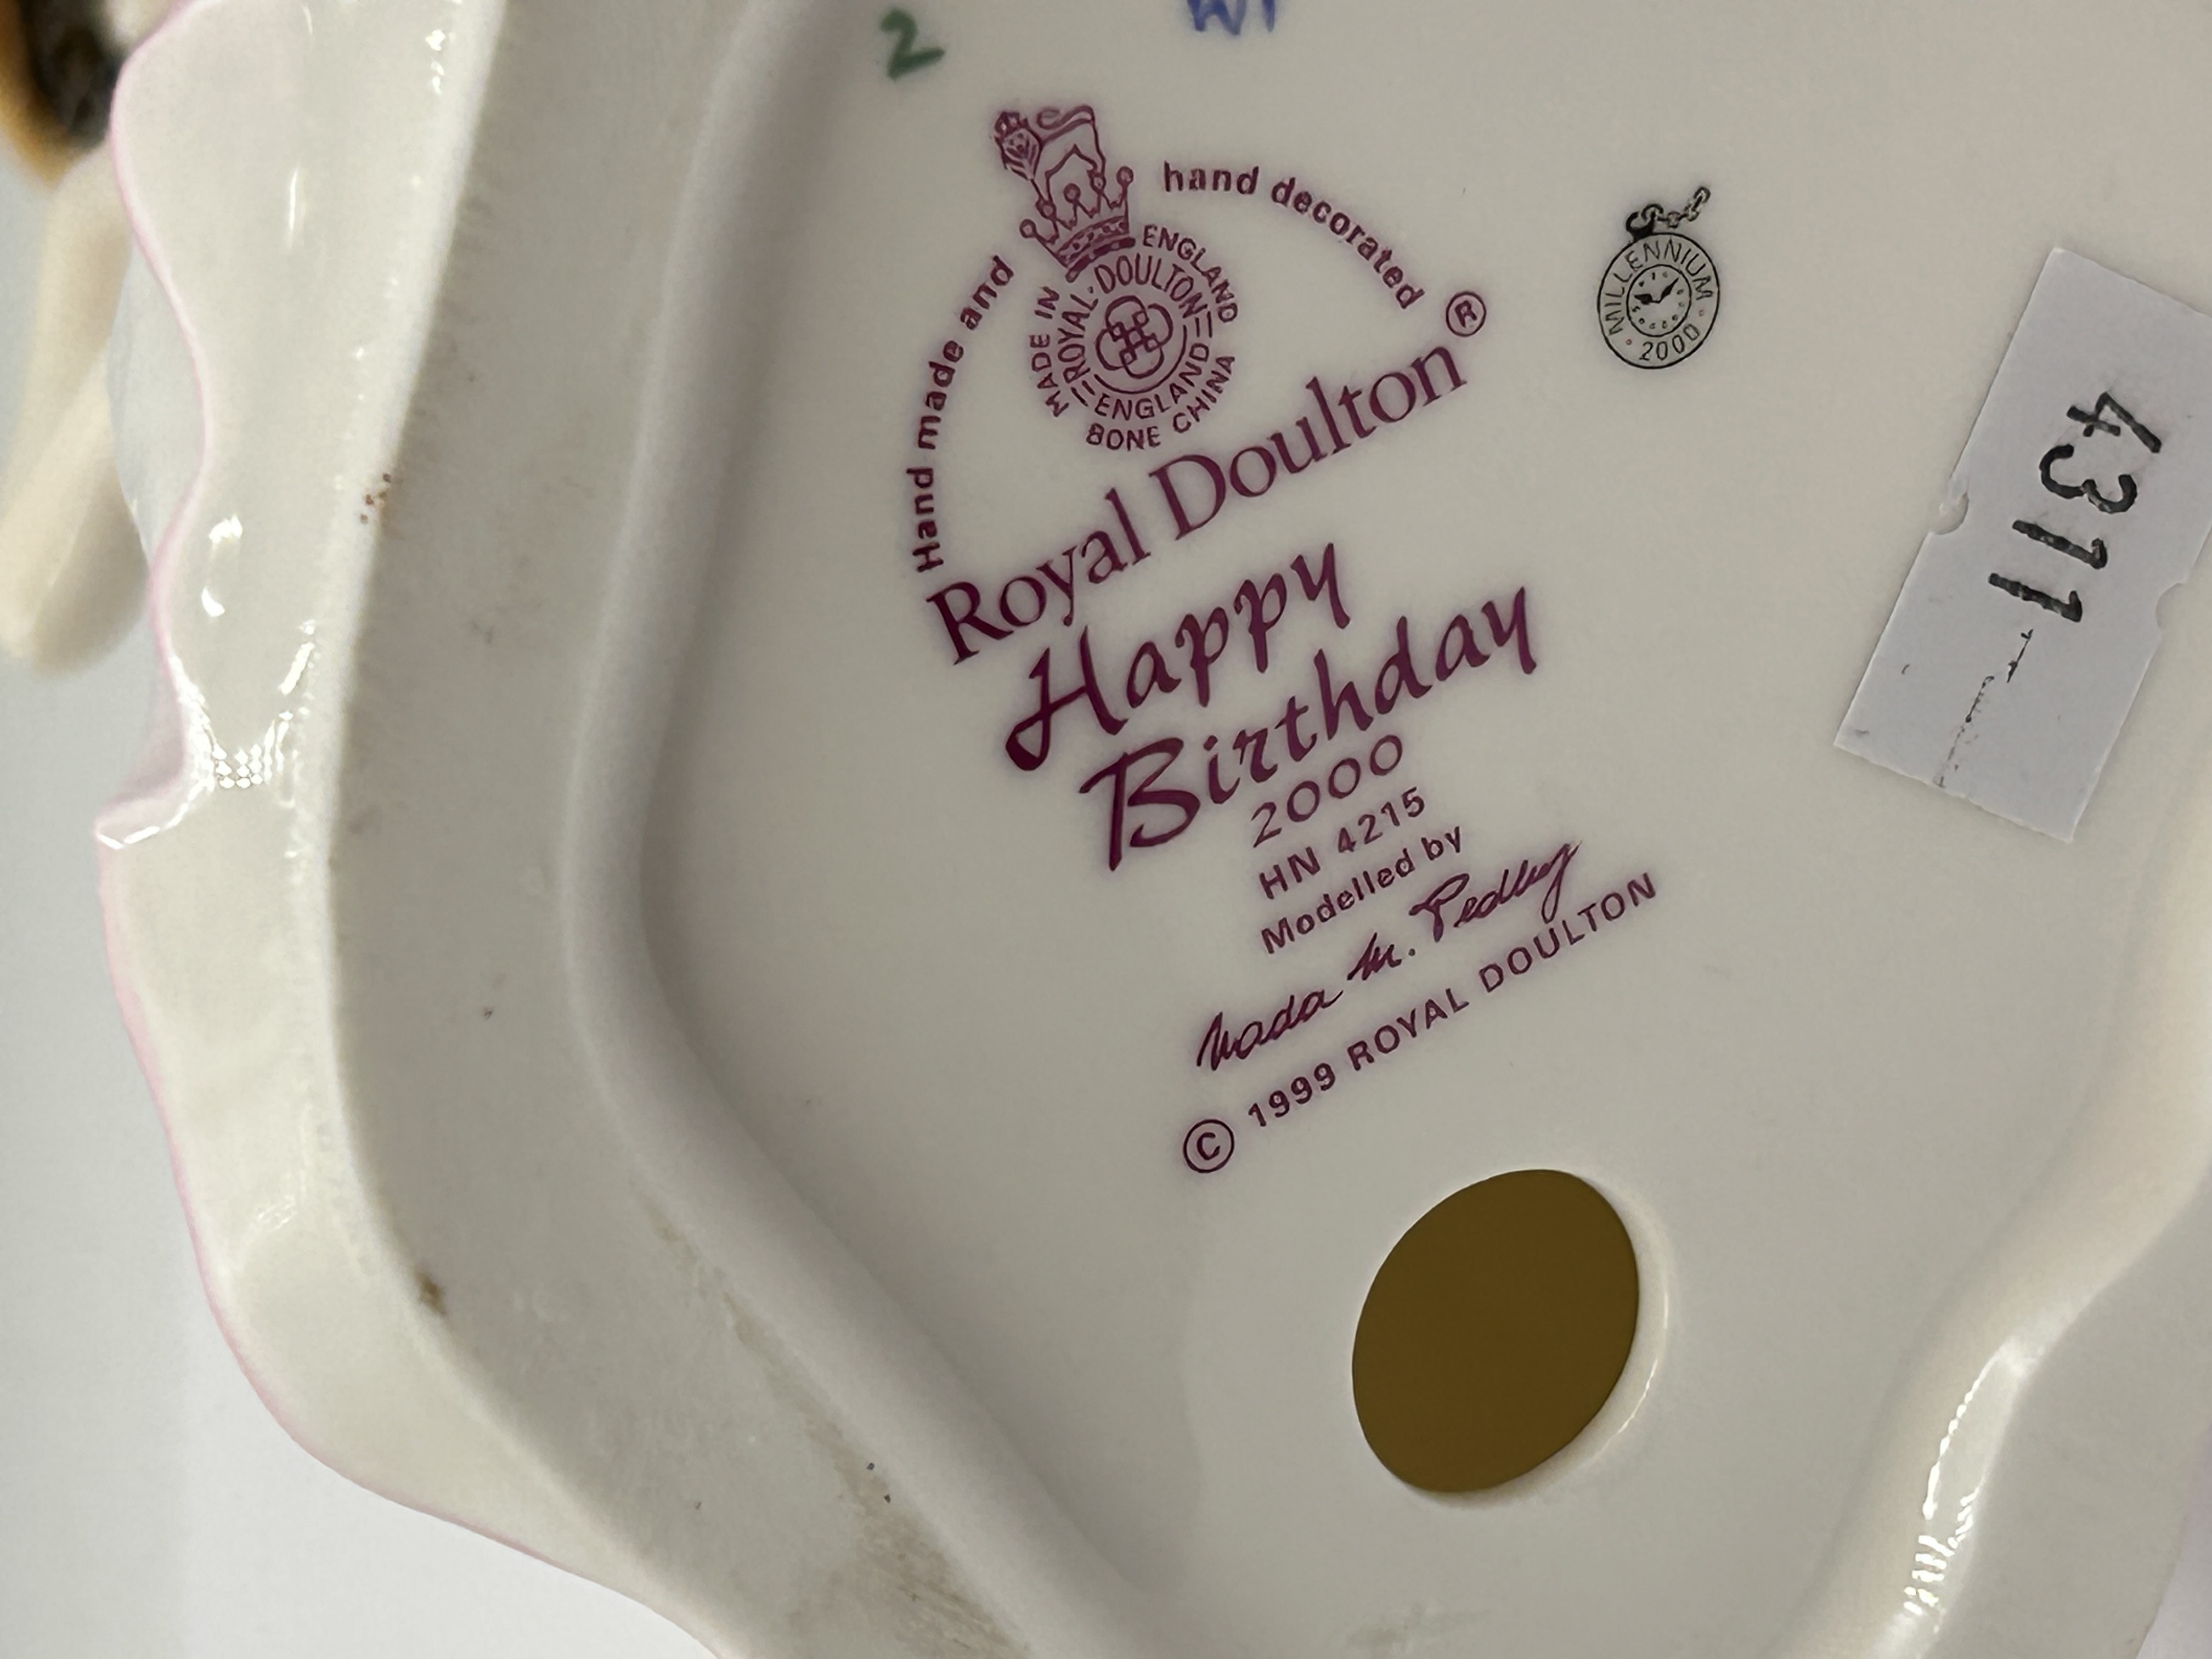 2
Hand made and hand decorated
MADE IN ENGLAND
ROYAL·DOULTON
ENGLAND
BONE CHINA
Royal Doulton®
Happy
Birthday
2000
HN 4215
Modelled by
Nada M. Pedley
© 1999 ROYAL DOULTON
MILLENNIUM
·2000·
4311